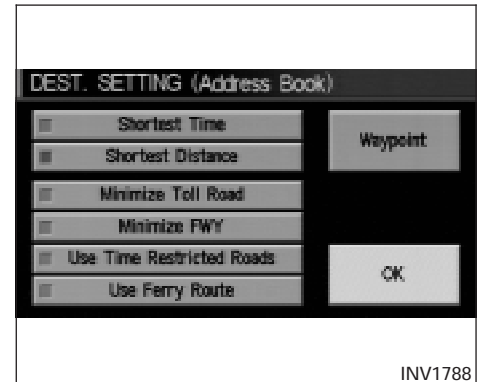 DEST. SETTING (Address Book)
Shortest Time
Shortest Distance
Waypoint
Minimize Toll Road
Minimize FWY
Use Time Restricted Roads
Use Ferry Route
OK
INV1788